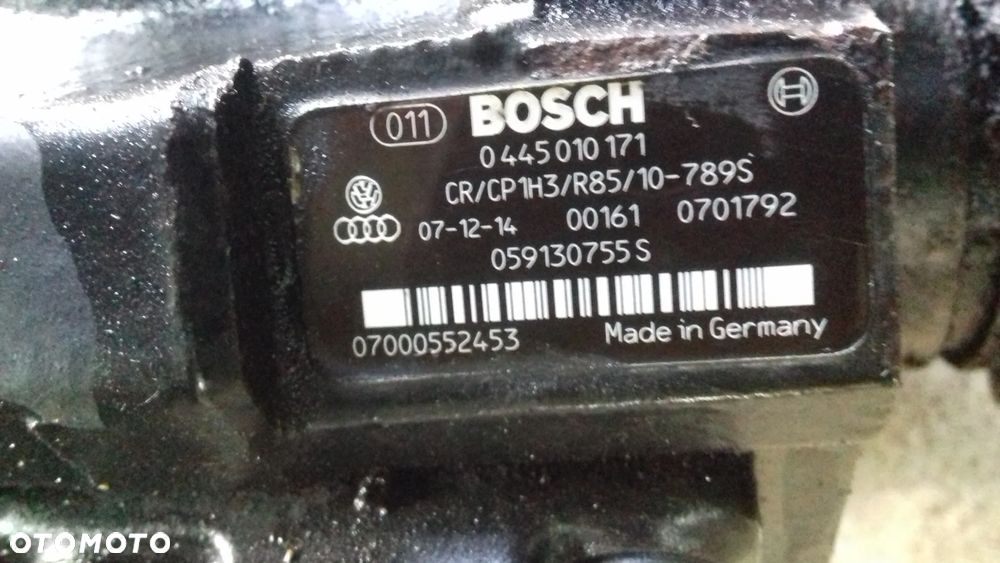 011 BOSCH
0 445 010 171
CR/CP1H3/R85/10-789S
07-12-14 00161 0701792
059130755 S
07000552453 Made in Germany
OTOMOTO